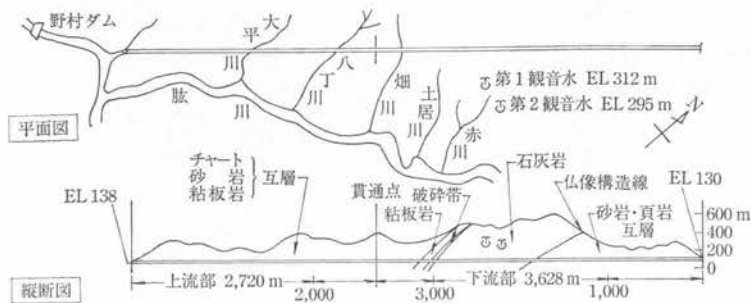 野村ダム
大平川
八丁川
畑川
土居川
赤川
肱川
第1観音水 EL 312 m
第2観音水 EL 295 m
N
平面図
チャート
砂岩
粘板岩
互層
貫通点
破砕帯
粘板岩
石灰岩
仏像構造線
砂岩・頁岩
互層
EL 138
EL 130
600 m
400
200
0
縦断図
上流部 2,720 m
下流部 3,628 m
2,000
3,000
1,000